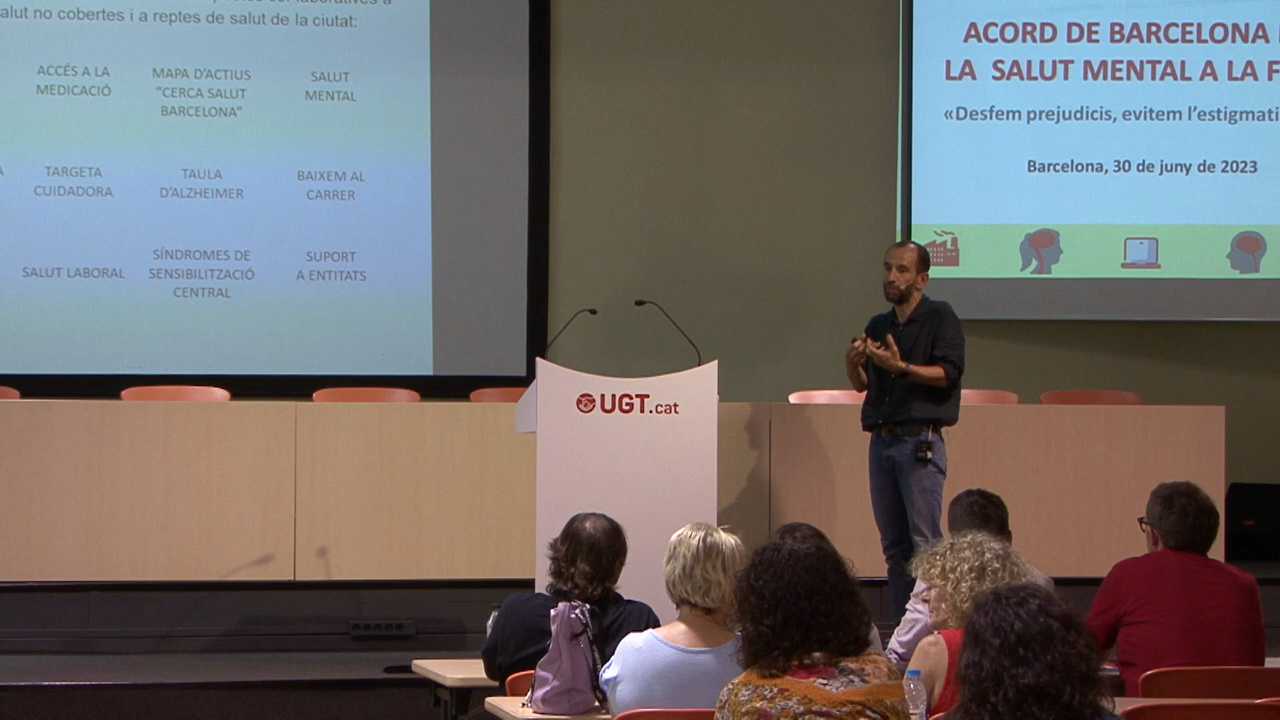 alut no cobertes i a reptes de salut de la ciutat:
ACCÉS A LA
MEDICACIÓ
MAPA D'ACTIUS
"CERCA SALUT
BARCELONA"
SALUT
MENTAL
TARGETA
CUIDADORA
TAULA
D'ALZHEIMER
BAIXEM AL
CARRER
SALUT LABORAL
SÍNDROMES DE
SENSIBILITZACIÓ
CENTRAL
SUPORT
A ENTITATS
UGT.cat
ACORD DE BARCELONA
LA SALUT MENTAL A LA F
«Desfem prejudicis, evitem l'estigmati
Barcelona, 30 de juny de 2023